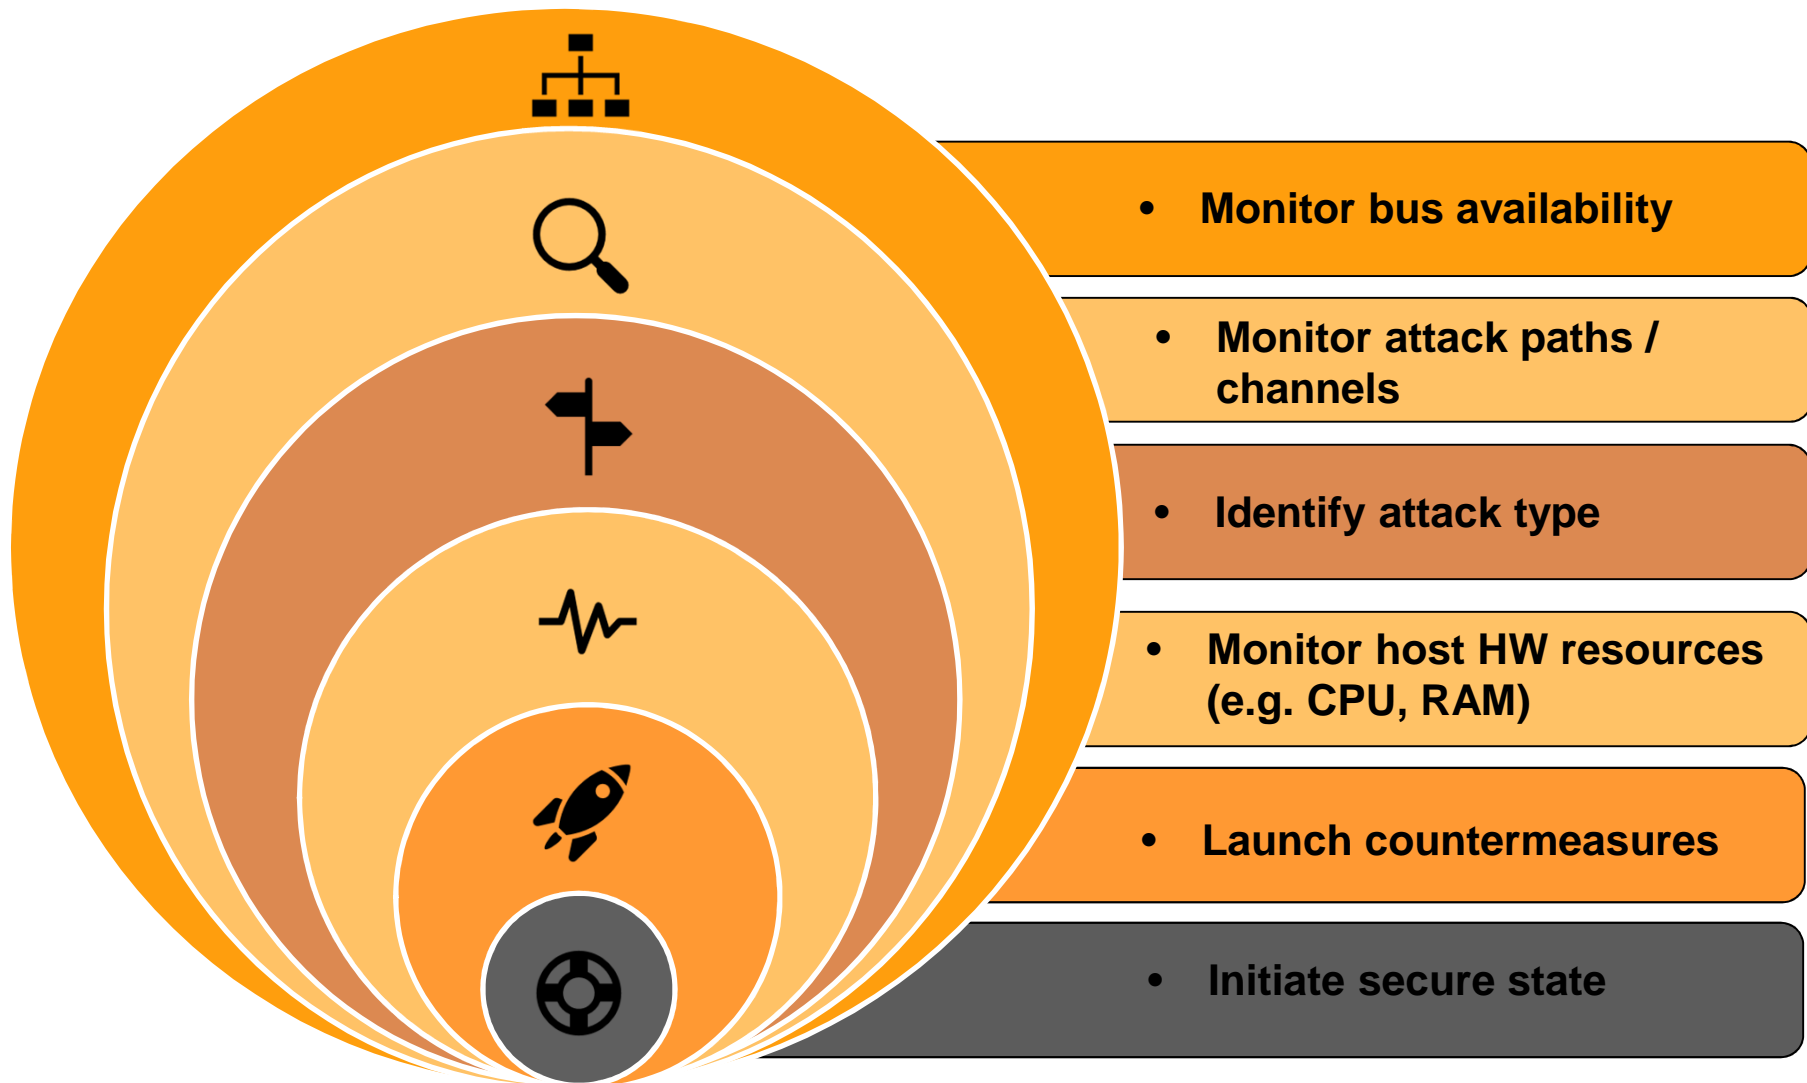 • Monitor bus availability
• Monitor attack paths /
channels
• Identify attack type
• Monitor host HW resources
(e.g. CPU, RAM)
• Launch countermeasures
• Initiate secure state